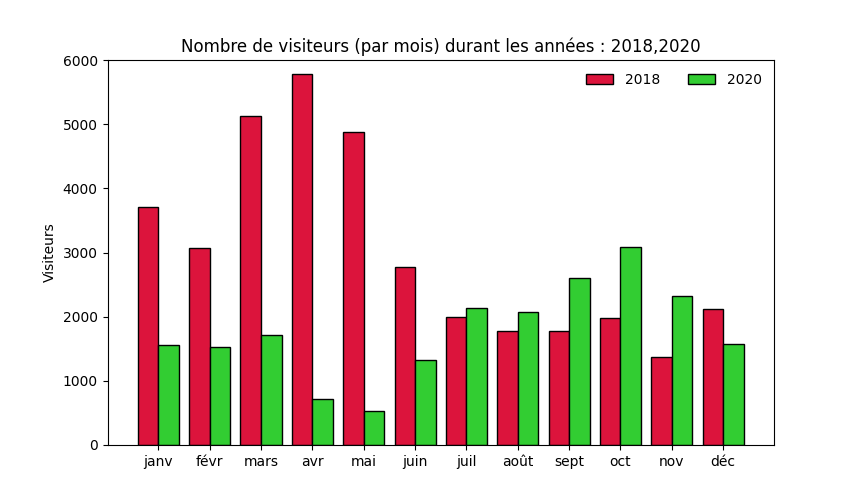 Nombre de visiteurs (par mois) durant les années : 2018,2020
6000
5000
4000
3000
2000
1000
0
Visiteurs
2018 2020
janv févr mars avr mai juin juil août sept oct nov déc